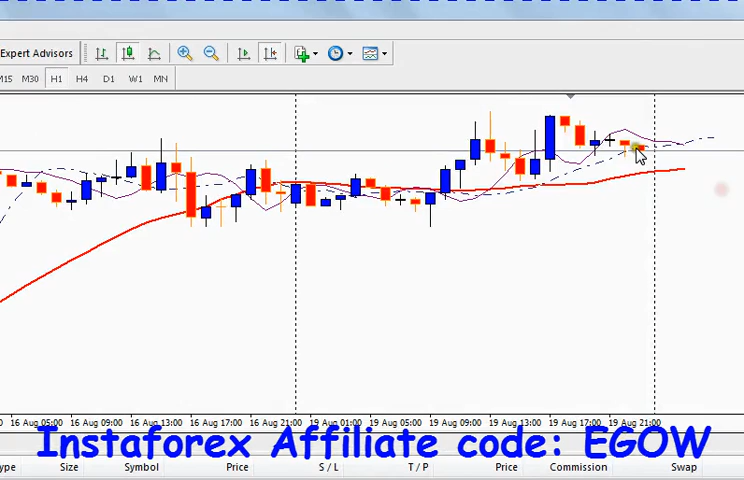 Expert Advisors
M15 M30 H1 H4 D1 W1 MN
16 Aug 05:00 16 Aug 09:00 16 Aug 13:00 16 Aug 17:00 16 Aug 21:00 19 Aug 01:00 19 Aug 05:00 19 Aug 09:00 19 Aug 13:00 19 Aug 17:00 19 Aug 21:00
Instaforex Affiliate code: EGOW
ype Size Symbol Price S / L T / P Price Commission Swap